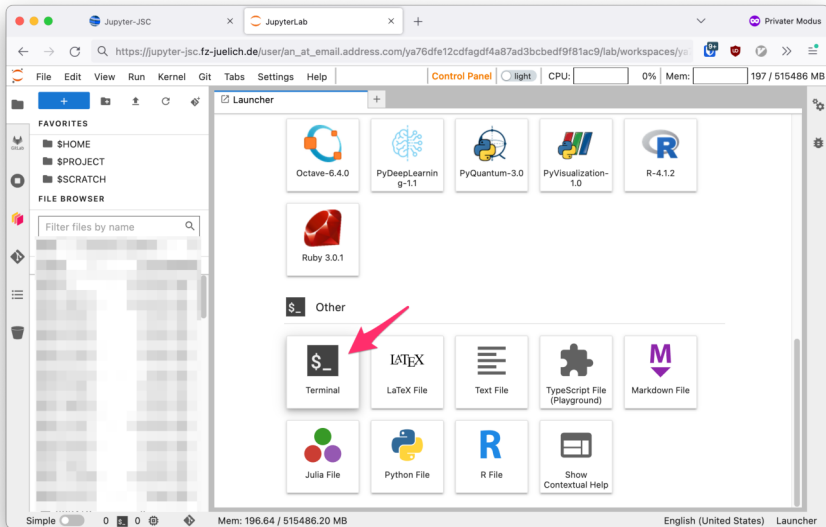 Jupyter-JSC
JupyterLab
Privater Modus
https://jupyter-jsc.fz-juelich.de/user/an_at_email.address.com/ya76dfe12cdfagdf4a87ad3bcbedf9f81ac9/lab/workspaces/ya
9+
File Edit View Run Kernel Git Tabs Settings Help
Control Panel light CPU: 0% Mem: 197 / 515486 MB
Launcher
FAVORITES
$HOME
$PROJECT
$SCRATCH
FILE BROWSER
Filter files by name
Octave-6.4.0
PyDeepLearnin
g-1.1
PyQuantum-3.0
PyVisualization-
1.0
R
R-4.1.2
Ruby 3.0.1
$_ Other
$_
Terminal
LATEX
LaTeX File
Text File
TypeScript File
(Playground)
M
Markdown File
Julia File
Python File
R
R File
Show
Contextual Help
Simple 0 $_ 0 Mem: 196.64 / 515486.20 MB English (United States) Launcher